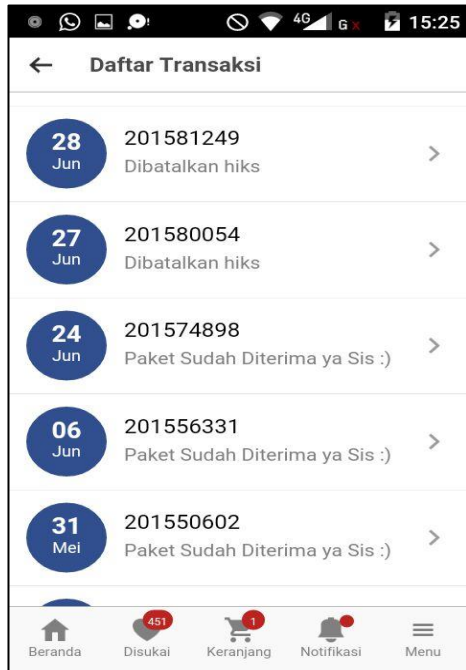 4G
G x
15:25
Daftar Transaksi
28
Jun
201581249
Dibatalkan hiks
27
Jun
201580054
Dibatalkan hiks
24
Jun
201574898
Paket Sudah Diterima ya Sis :)
06
Jun
201556331
Paket Sudah Diterima ya Sis :)
31
Mei
201550602
Paket Sudah Diterima ya Sis :)
451
1
Beranda
Disukai
Keranjang
Notifikasi
Menu